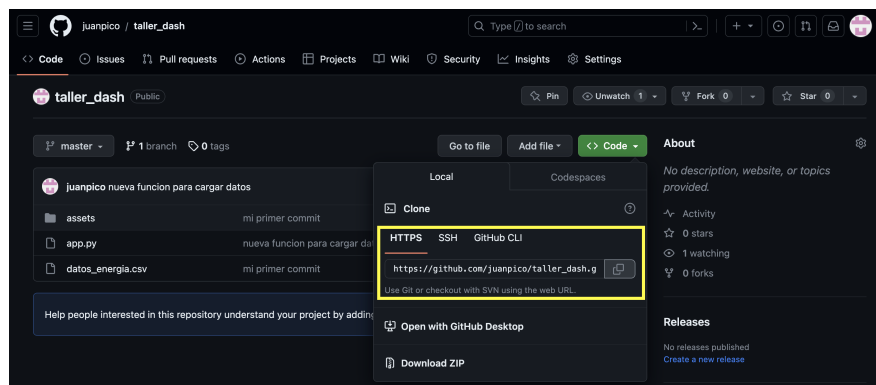 juanpico / taller_dash
Type / to search
Code
Issues
Pull requests
Actions
Projects
Wiki
Security
Insights
Settings
taller_dash Public
Pin
Unwatch 1
Fork 0
Star 0
master
1 branch
0 tags
Go to file
Add file
<> Code
juanpico nueva funcion para cargar datos
assets mi primer commit
app.py nueva funcion para cargar da
datos_energia.csv mi primer commit
Help people interested in this repository understand your project by adding
Local
Codespaces
Clone
HTTPS
SSH
GitHub CLI
https://github.com/juanpico/taller_dash.g
Use Git or checkout with SVN using the web URL.
Open with GitHub Desktop
Download ZIP
About
No description, website, or topics
provided.
Activity
0 stars
1 watching
0 forks
Releases
No releases published
Create a new release